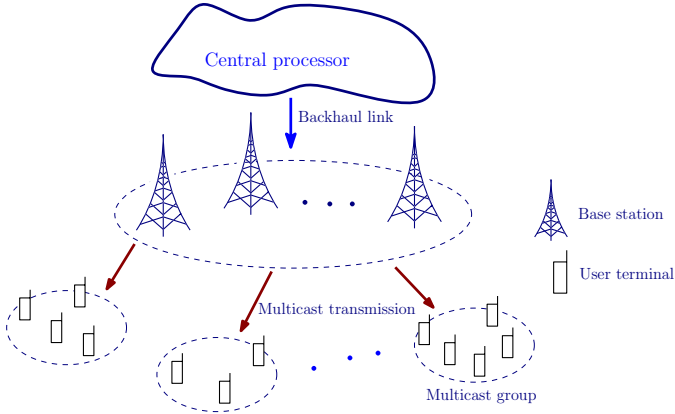 Central processor
Backhaul link
Base station
User terminal
Multicast transmission
Multicast group